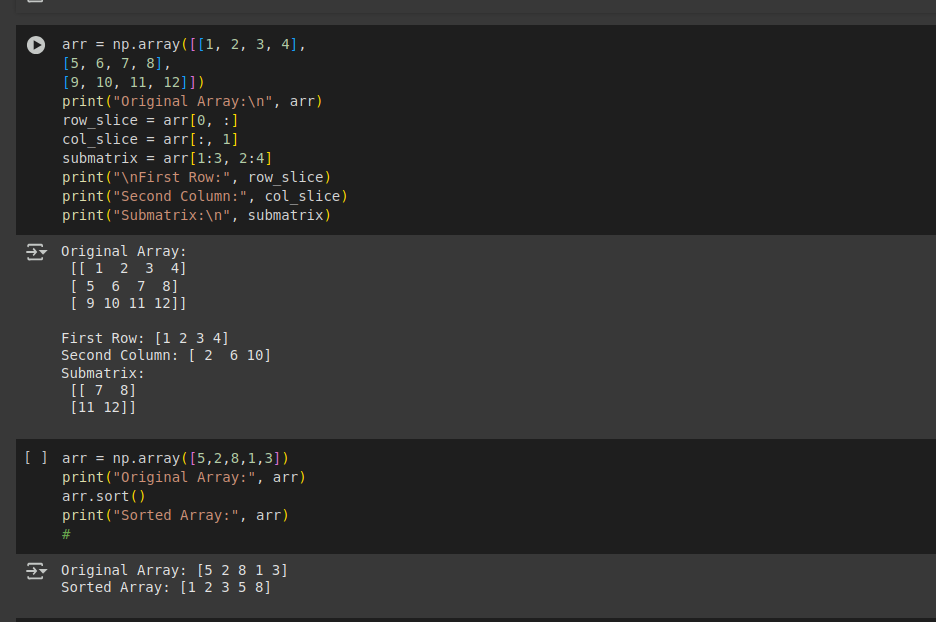 arr = np.array([[1, 2, 3, 4],
[5, 6, 7, 8],
[9, 10, 11, 12]])
print("Original Array:\n", arr)
row_slice = arr[0, :]
col_slice = arr[:, 1]
submatrix = arr[1:3, 2:4]
print("\nFirst Row:", row_slice)
print("Second Column:", col_slice)
print("Submatrix:\n", submatrix)
Original Array:
 [[ 1  2  3  4]
 [ 5  6  7  8]
 [ 9 10 11 12]]
First Row: [1 2 3 4]
Second Column: [ 2  6 10]
Submatrix:
 [[ 7  8]
 [11 12]]
[ ] arr = np.array([5,2,8,1,3])
print("Original Array:", arr)
arr.sort()
print("Sorted Array:", arr)
#
Original Array: [5 2 8 1 3]
Sorted Array: [1 2 3 5 8]